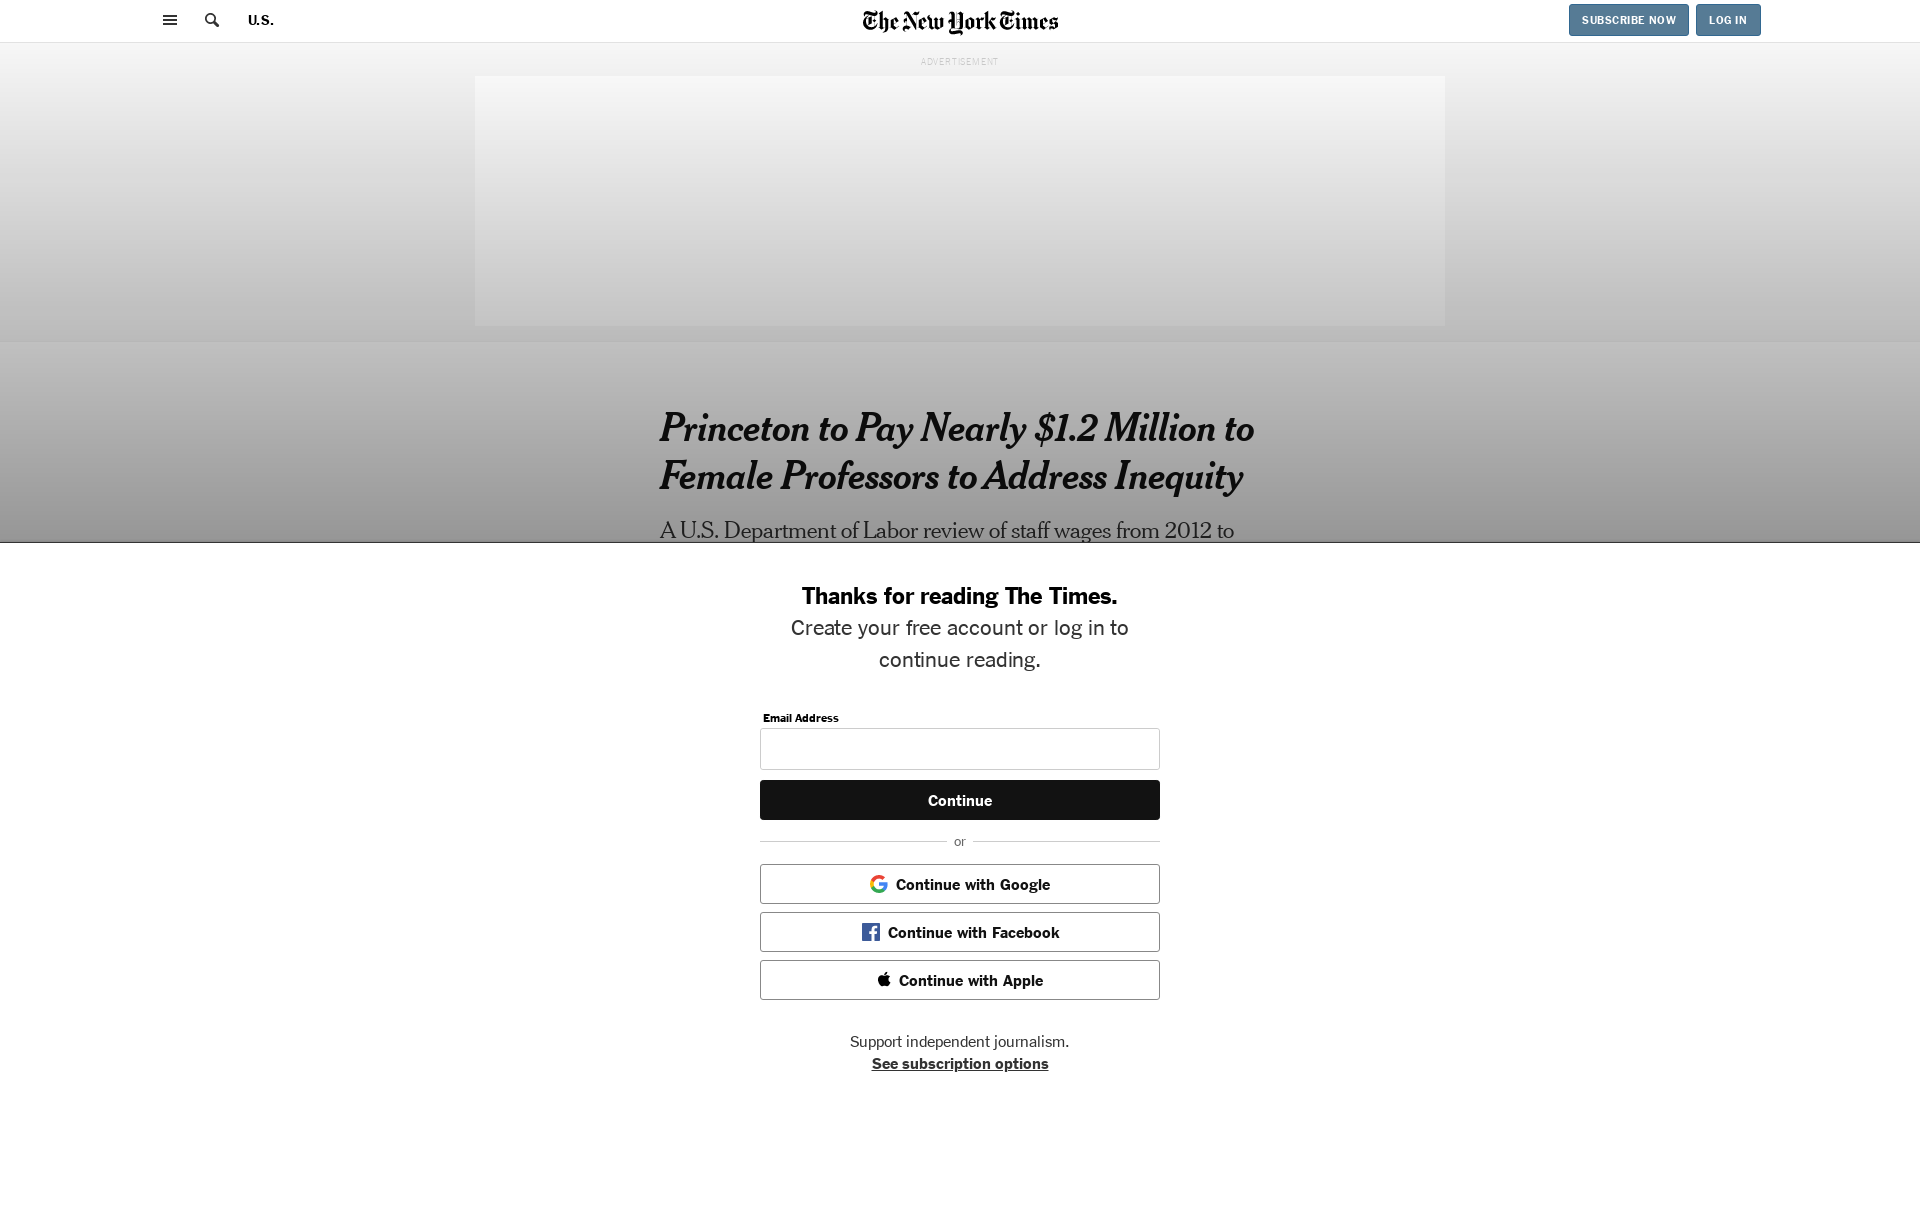 U.S.
The New York Times
SUBSCRIBE NOW
LOG IN
ADVERTISEMENT
Princeton to Pay Nearly $1.2 Million to
Female Professors to Address Inequity
A U.S. Department of Labor review of staff wages from 2012 to
Thanks for reading The Times.
Create your free account or log in to
continue reading.
Email Address
Continue
or
Continue with Google
Continue with Facebook
Continue with Apple
Support independent journalism.
See subscription options